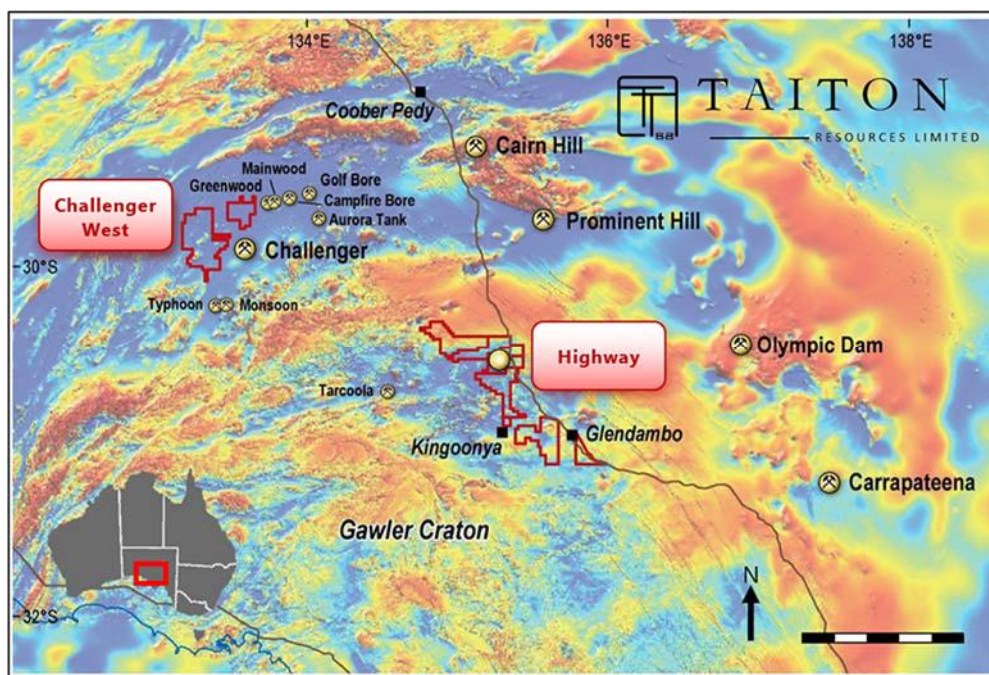 134°E
136°E
138°E
TAITON
RESOURCES LIMITED
Coober Pedy
Cairn Hill
Mainwood
Golf Bore
Greenwood
Campfire Bore
Aurora Tank
Challenger
West
Prominent Hill
Challenger
30°S
Typhoon
Monsoon
Highway
Olympic Dam
Tarcoola
Kingoonya
Glendambo
Carrapateena
Gawler Craton
N
32°S